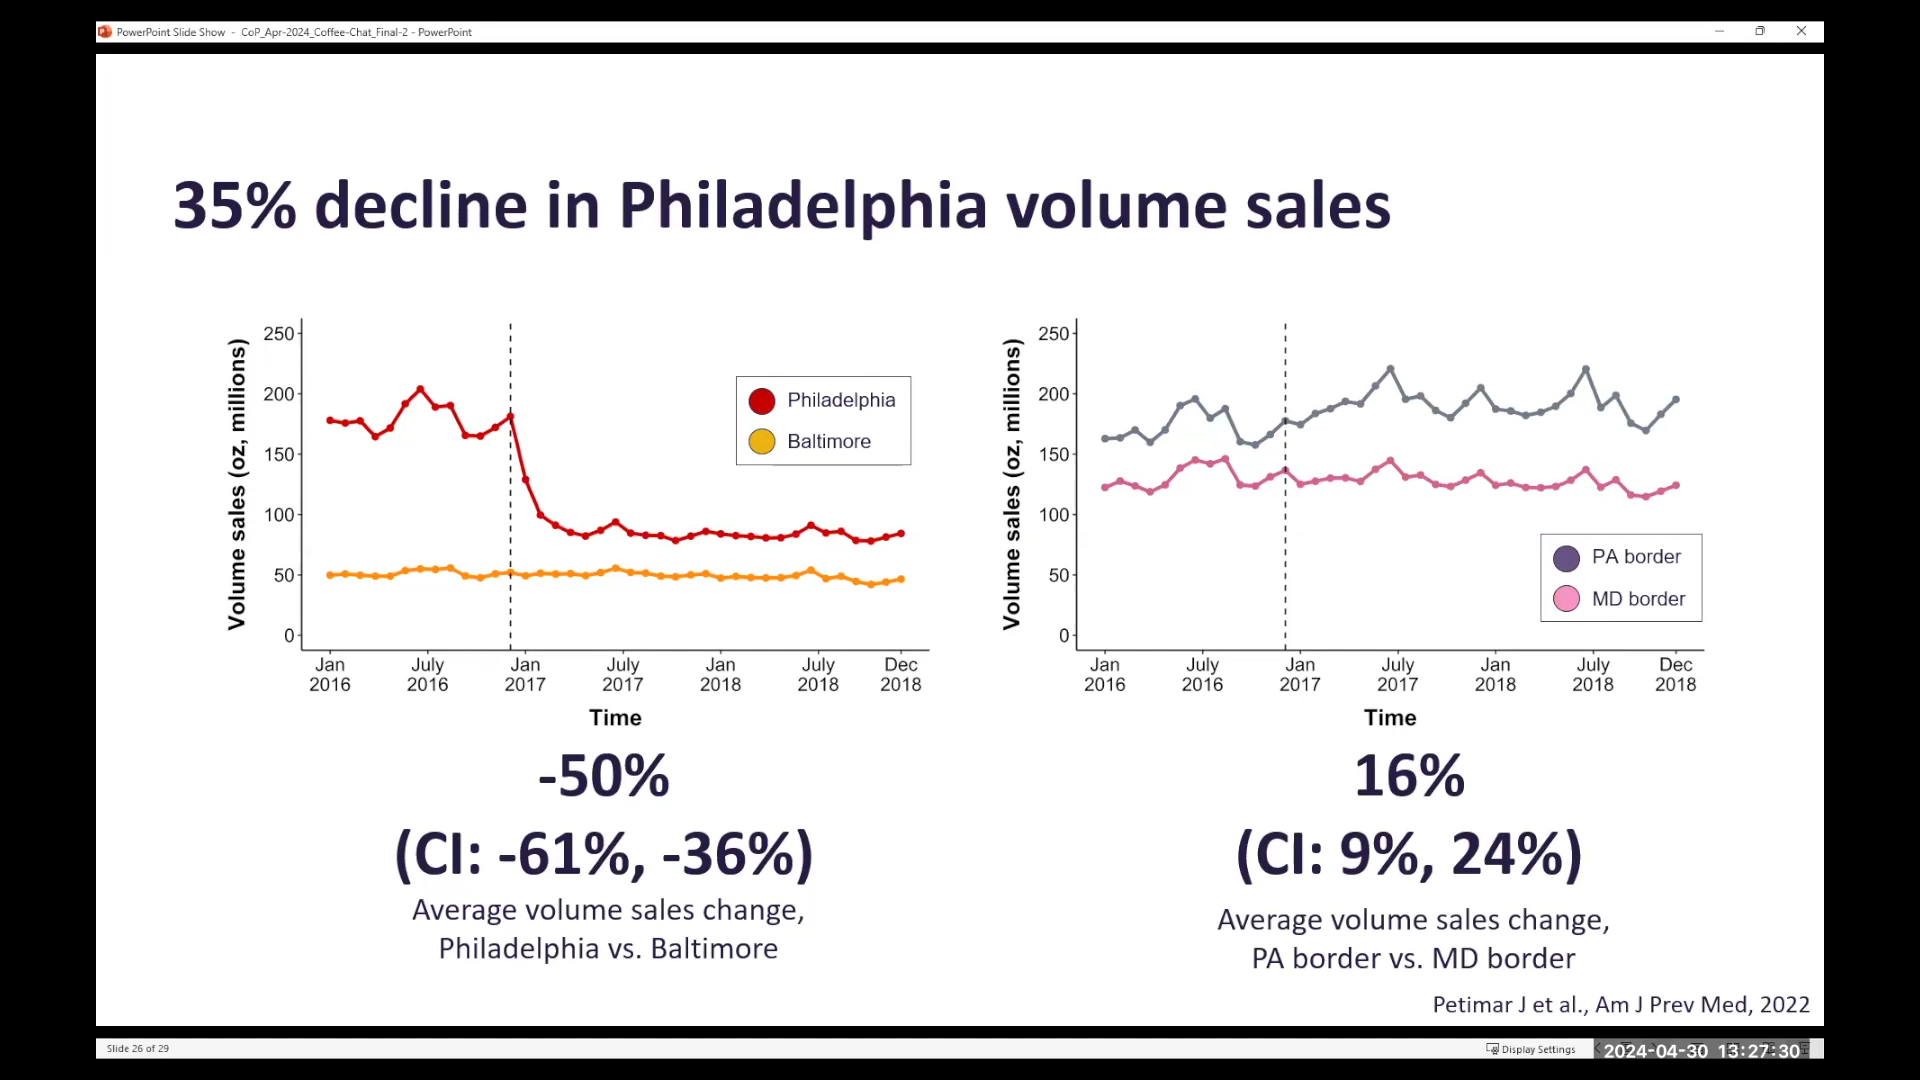 PowerPoint Slide Show - CoP_Apr-2024_Coffee-Chat_Final-2 - PowerPoint
35% decline in Philadelphia volume sales
Volume sales (oz, millions)
250
200
150
100
50
0
Philadelphia
Baltimore
Jan 2016
July 2016
Jan 2017
July 2017
Jan 2018
July 2018
Dec 2018
Time
-50%
(CI: -61%, -36%)
Average volume sales change,
Philadelphia vs. Baltimore
Volume sales (oz, millions)
250
200
150
100
50
0
PA border
MD border
Jan 2016
July 2016
Jan 2017
July 2017
Jan 2018
July 2018
Dec 2018
Time
16%
(CI: 9%, 24%)
Average volume sales change,
PA border vs. MD border
Petimar J et al., Am J Prev Med, 2022
Slide 26 of 29
Display Settings
2024-04-30 13:27:30